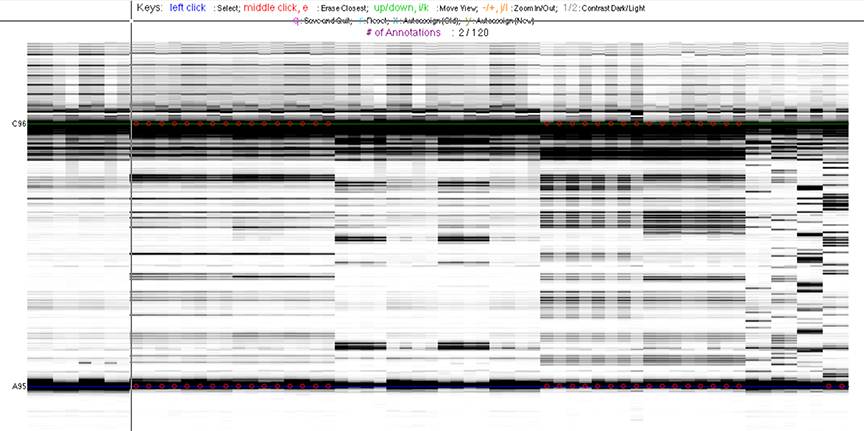 Keys: left click : Select; middle click, e : Erase Closest; up/down, i/k : Move View; -/+, j/l : Zoom In/Out; 1/2: Contrast Dark/Light
q: Save and Quit; : Reset; x: Autoassign (Old); y: Autoassign (New)
# of Annotations : 2 / 120
C96
A95